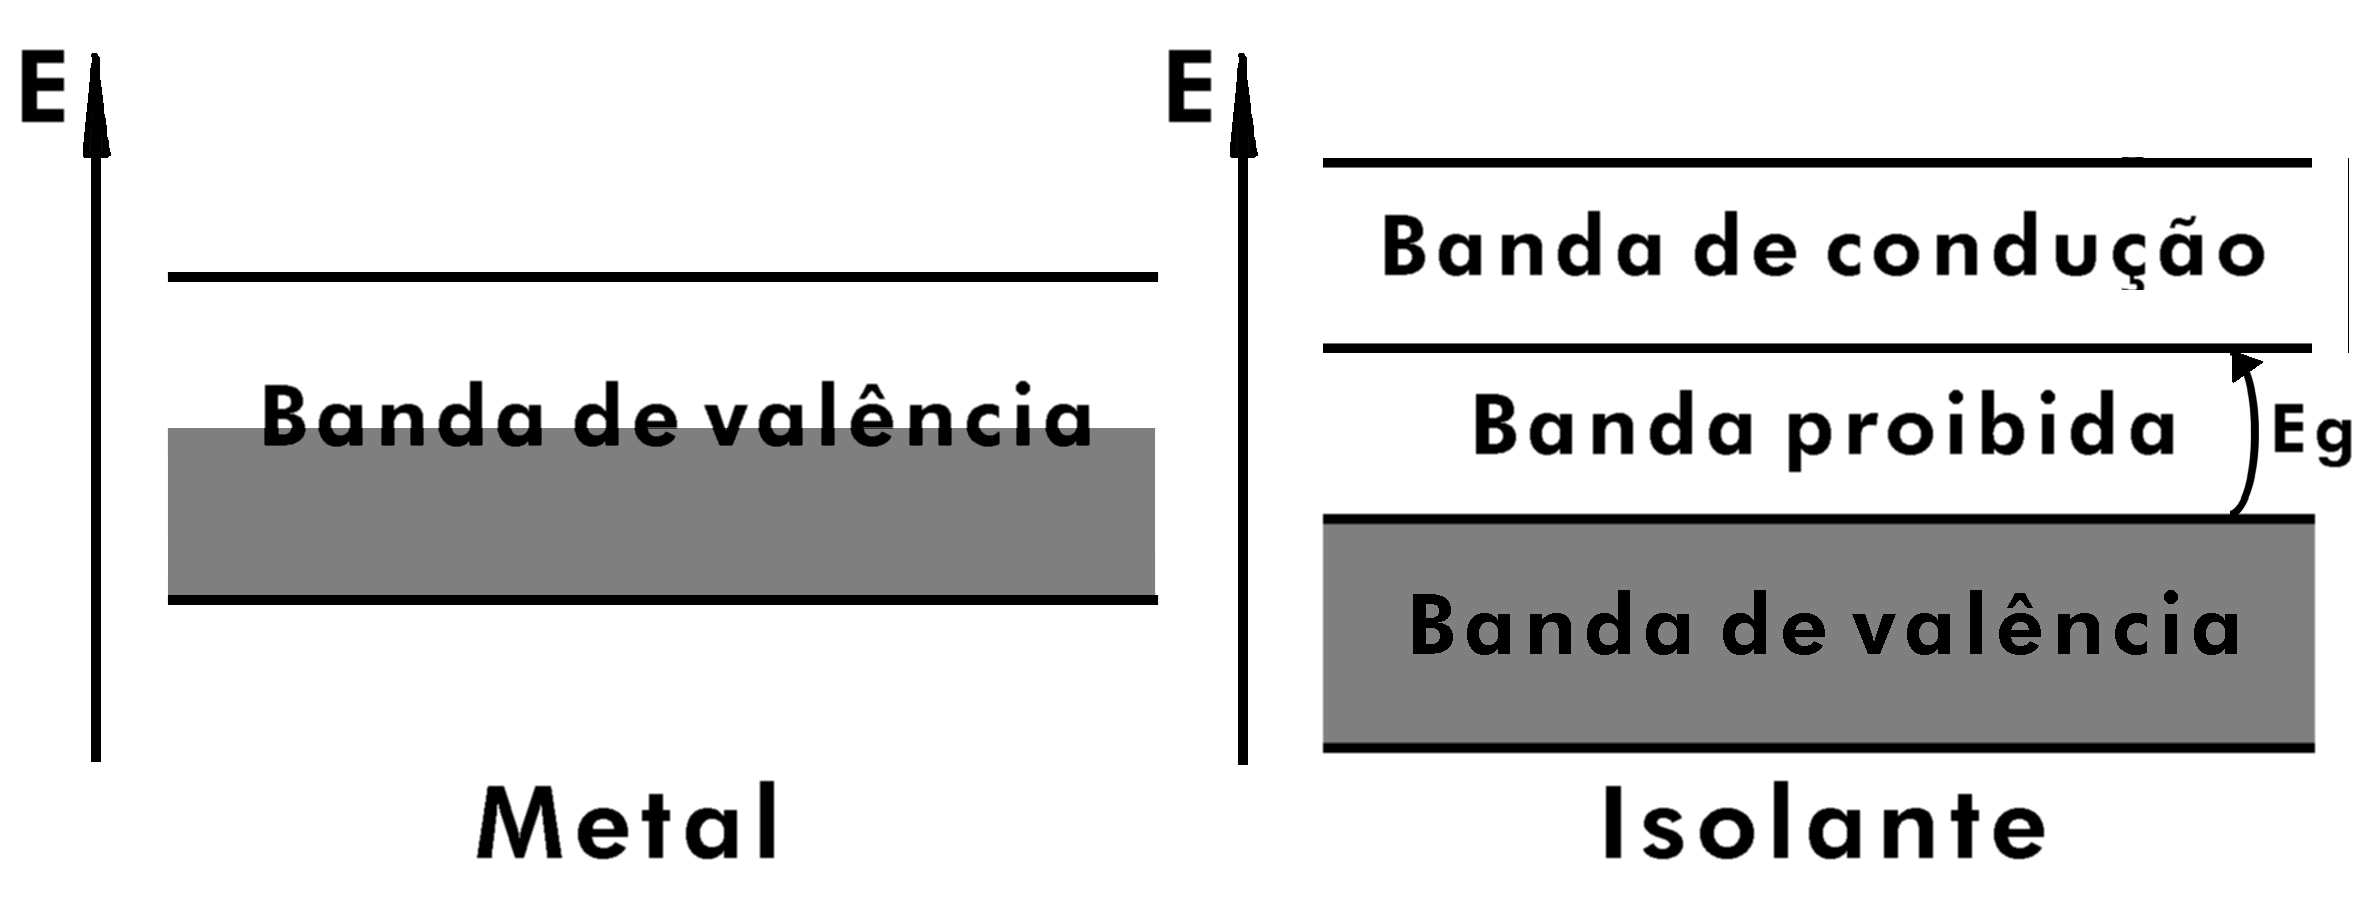 E
Banda de valência
Metal
E
Banda de condução
Banda proibida
Eg
Banda de valência
Isolante